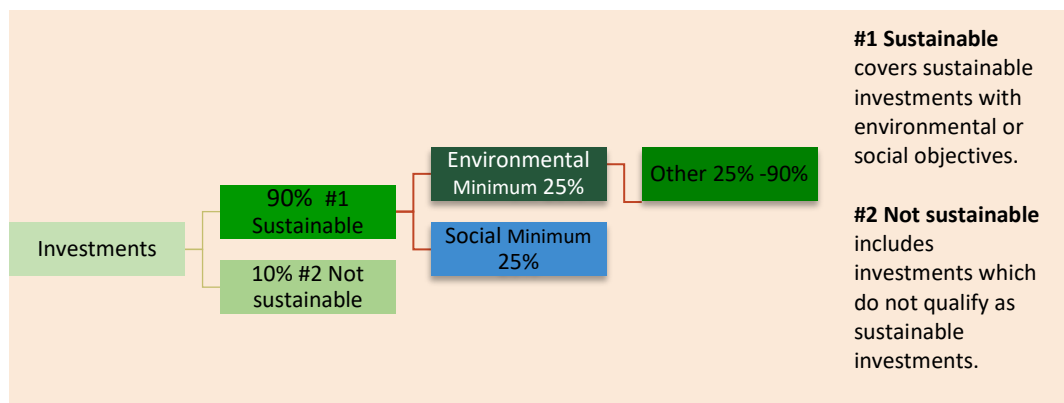 Investments
90% #1
Sustainable
10% #2 Not
sustainable
Environmental
Minimum 25%
Social Minimum
25%
Other 25% -90%
#1 Sustainable
covers sustainable
investments with
environmental or
social objectives.
#2 Not sustainable
includes
investments which
do not qualify as
sustainable
investments.